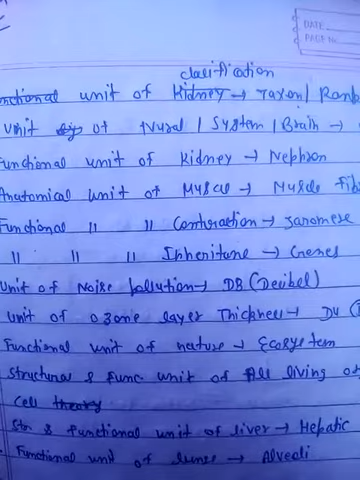 DATE
PAGE No.
classification
nctional unit of Kidney → Taxon / Rank
Unit of Nural / System / Brain →
Functional unit of Kidney → Nephron
Anatomical unit of Muscle → Muscle Fib
Functional " " Contraction → Sarcomere
" " " Inheritance → Genes
Unit of Noise Pollution → DB (Decibel)
Unit of Ozone layer Thickness → DU (D
Functional unit of nature → Ecosystem
Structural & Func. unit of All living o
Cell theory
Str & functional unit of liver → Hepatic
Functional unit of lungs → Alveoli